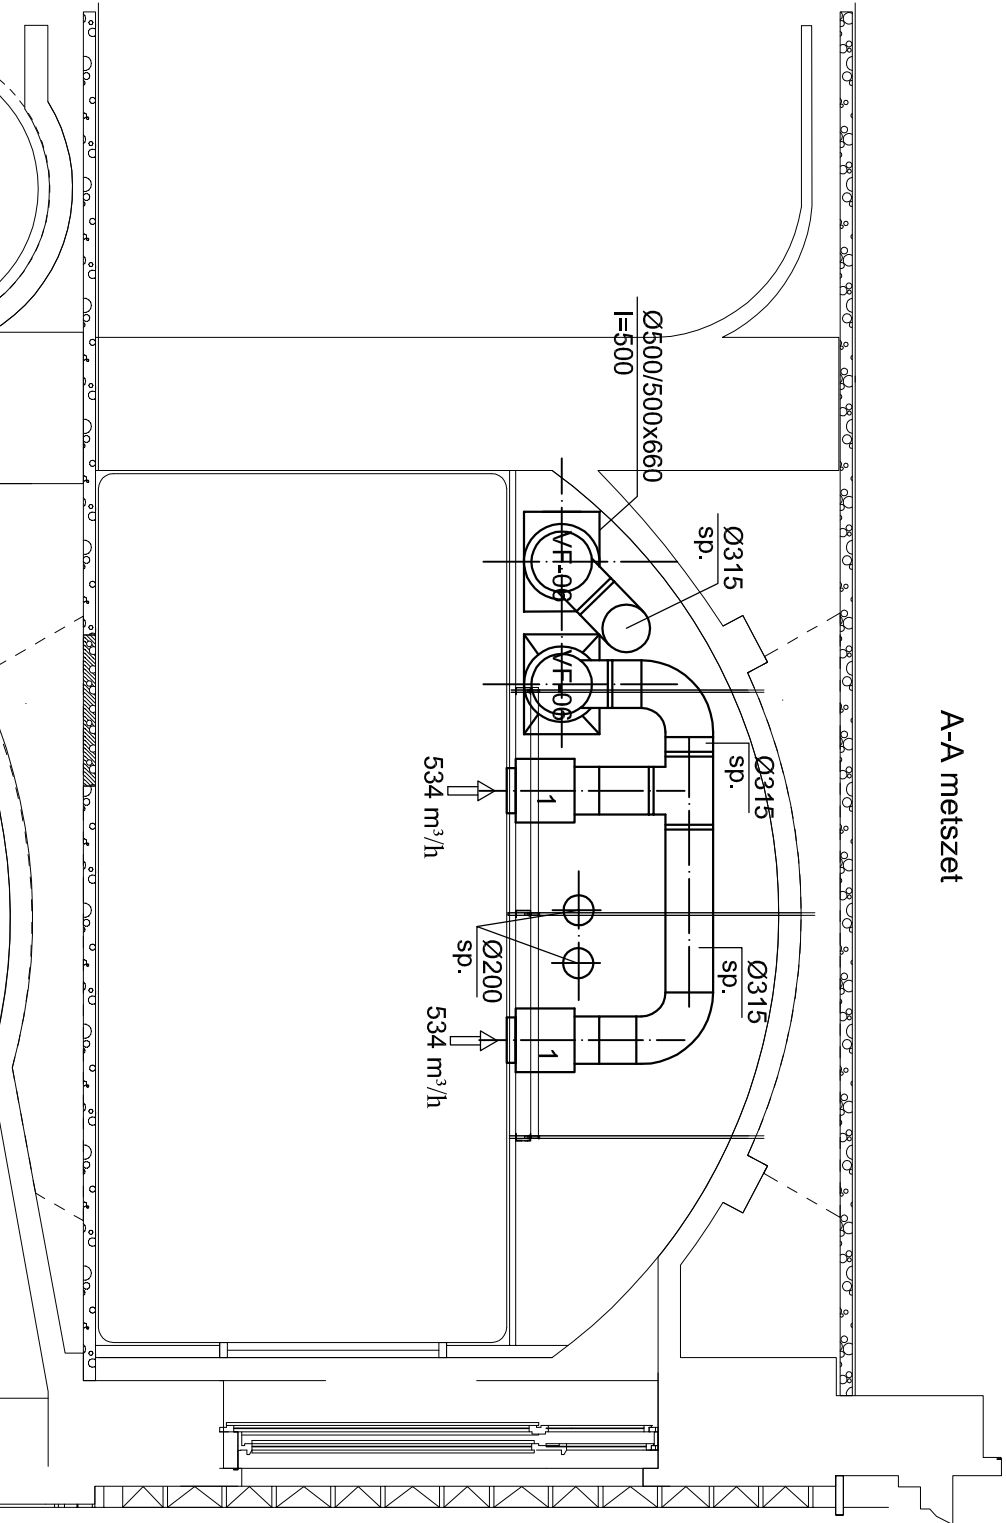 A-A metszet
Ø500/500x660
l=500
Ø315
sp.
Ø315
sp.
Ø315
sp.
VF-06
VF-06
1
1
Ø200
sp.
534 m³/h
534 m³/h